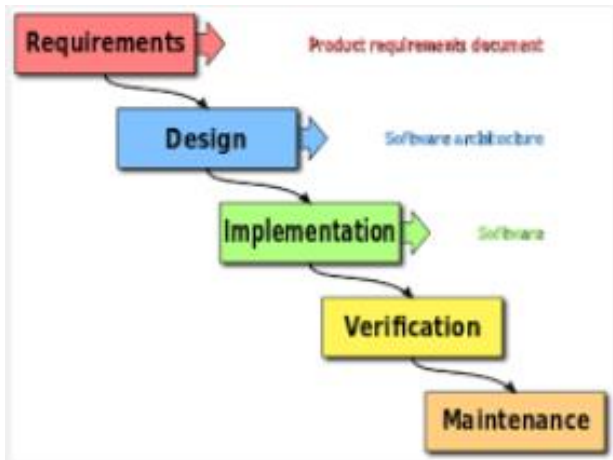 Requirements
Product requirements document
Design
Software architecture
Implementation
Software
Verification
Maintenance